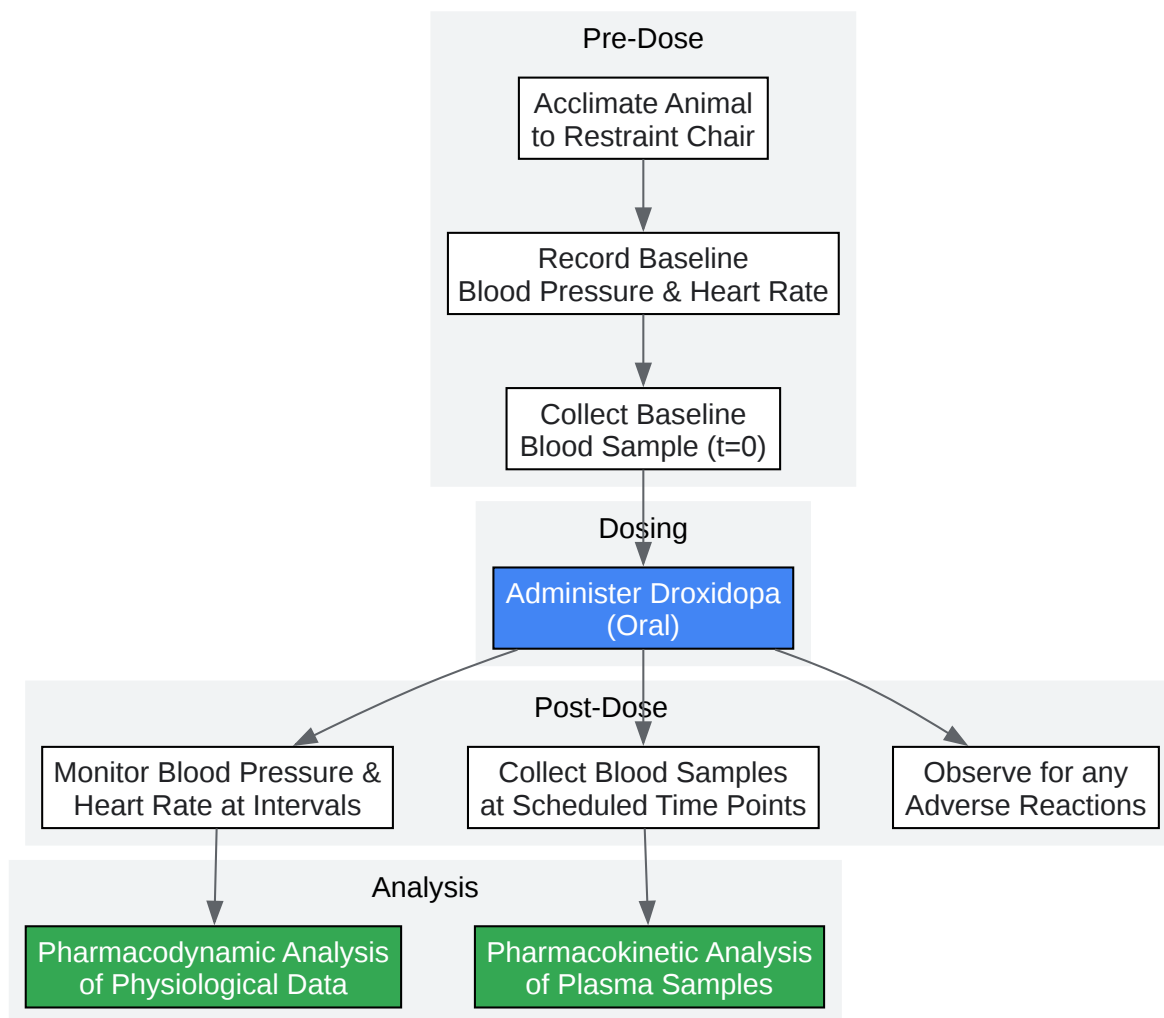 Pre-Dose
Acclimate Animal
to Restraint Chair
Record Baseline
Blood Pressure & Heart Rate
Collect Baseline
Blood Sample (t=0)
Dosing
Administer Droxidopa
(Oral)
Post-Dose
Monitor Blood Pressure &
Heart Rate at Intervals
Collect Blood Samples
at Scheduled Time Points
Observe for any
Adverse Reactions
Analysis
Pharmacodynamic Analysis
of Physiological Data
Pharmacokinetic Analysis
of Plasma Samples